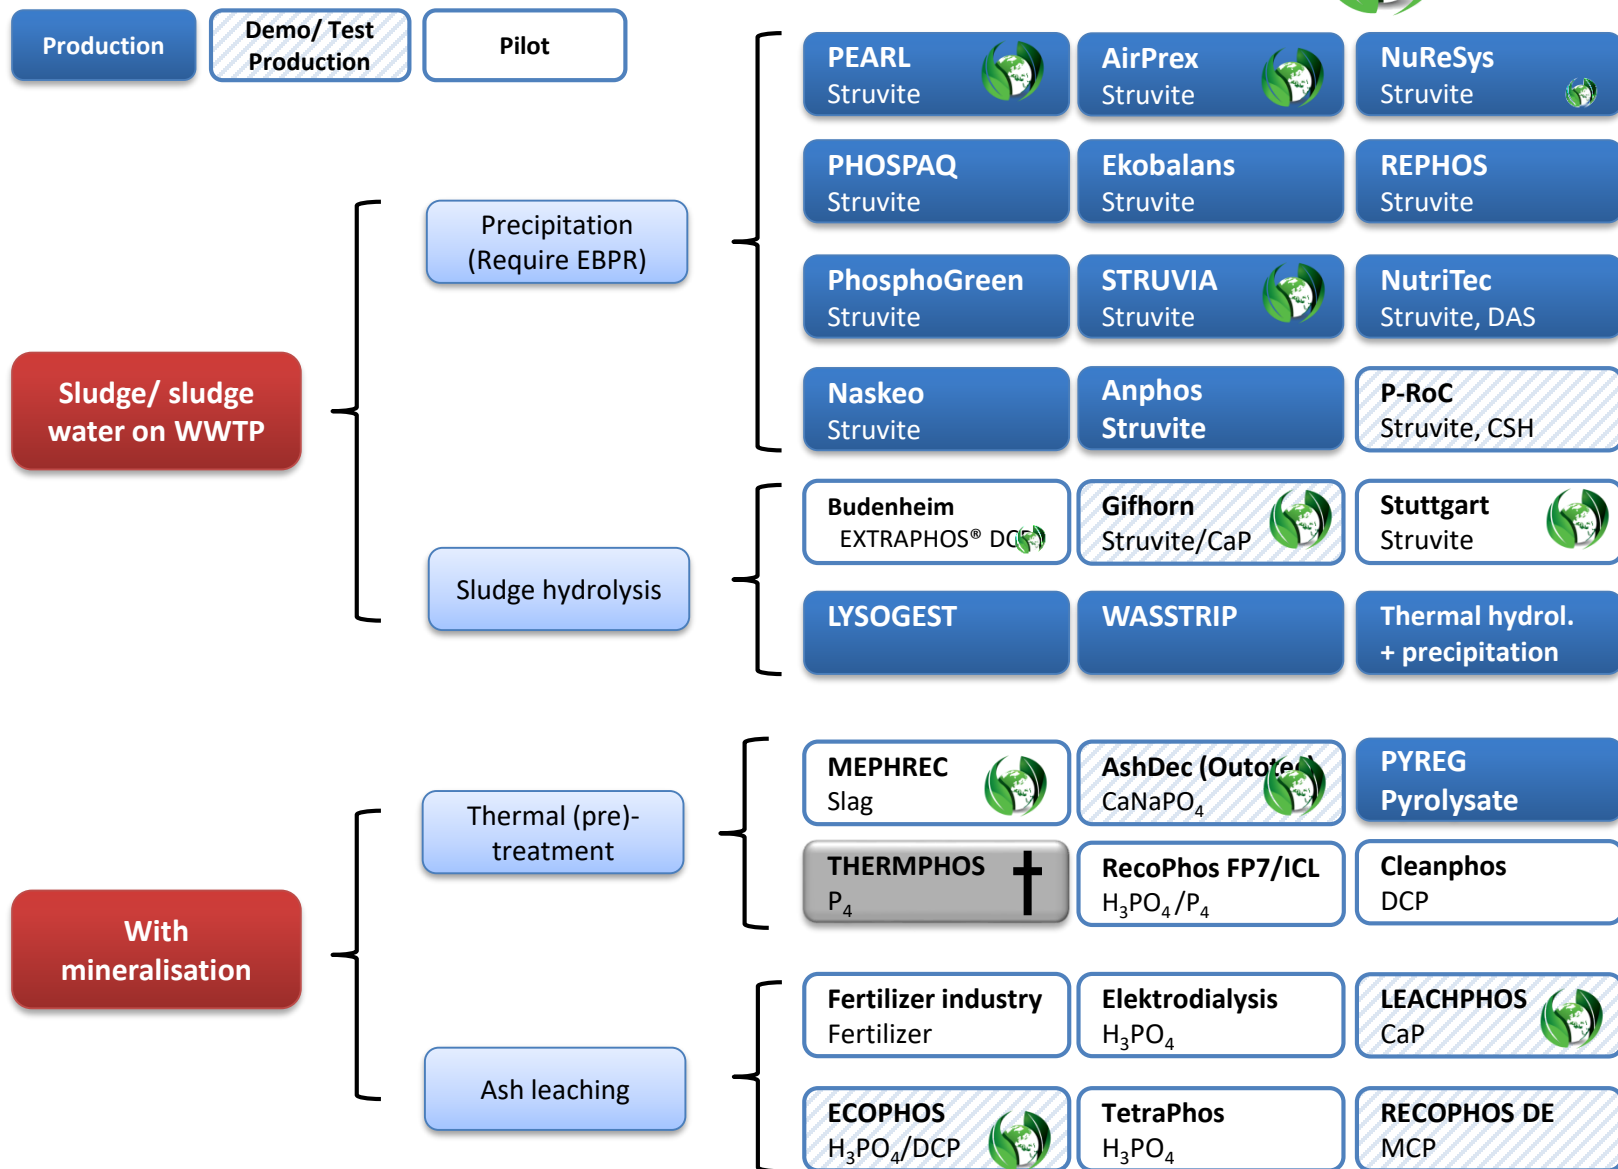 Production
Demo/ Test
Production
Pilot
PEARL
Struvite
AirPrex
Struvite
NuReSys
Struvite
PHOSPAQ
Struvite
Ekobalans
Struvite
REPHOS
Struvite
Precipitation
(Require EBPR)
PhosphoGreen
Struvite
STRUVIA
Struvite
NutriTec
Struvite, DAS
Sludge/ sludge
water on WWTP
Naskeo
Struvite
Anphos
Struvite
P-RoC
Struvite, CSH
Budenheim
EXTRAPHOS®
Gifhorn
Struvite/CaP
Stuttgart
Struvite
Sludge hydrolysis
LYSOGEST
WASSTRIP
Thermal hydrol.
+ precipitation
MEPHREC
Slag
AshDec (Outotec)
CaNaPO₄
PYREG
Pyrolysate
Thermal (pre)-
treatment
THERMPHOS
P₄
RecoPhos FP7/ICL
H₃PO₄/P₄
Cleanphos
DCP
With
mineralisation
Fertilizer industry
Fertilizer
Elektrodialysis
H₃PO₄
LEACHPHOS
CaP
Ash leaching
ECOPHOS
H₃PO₄/DCP
TetraPhos
H₃PO₄
RECOPHOS DE
MCP